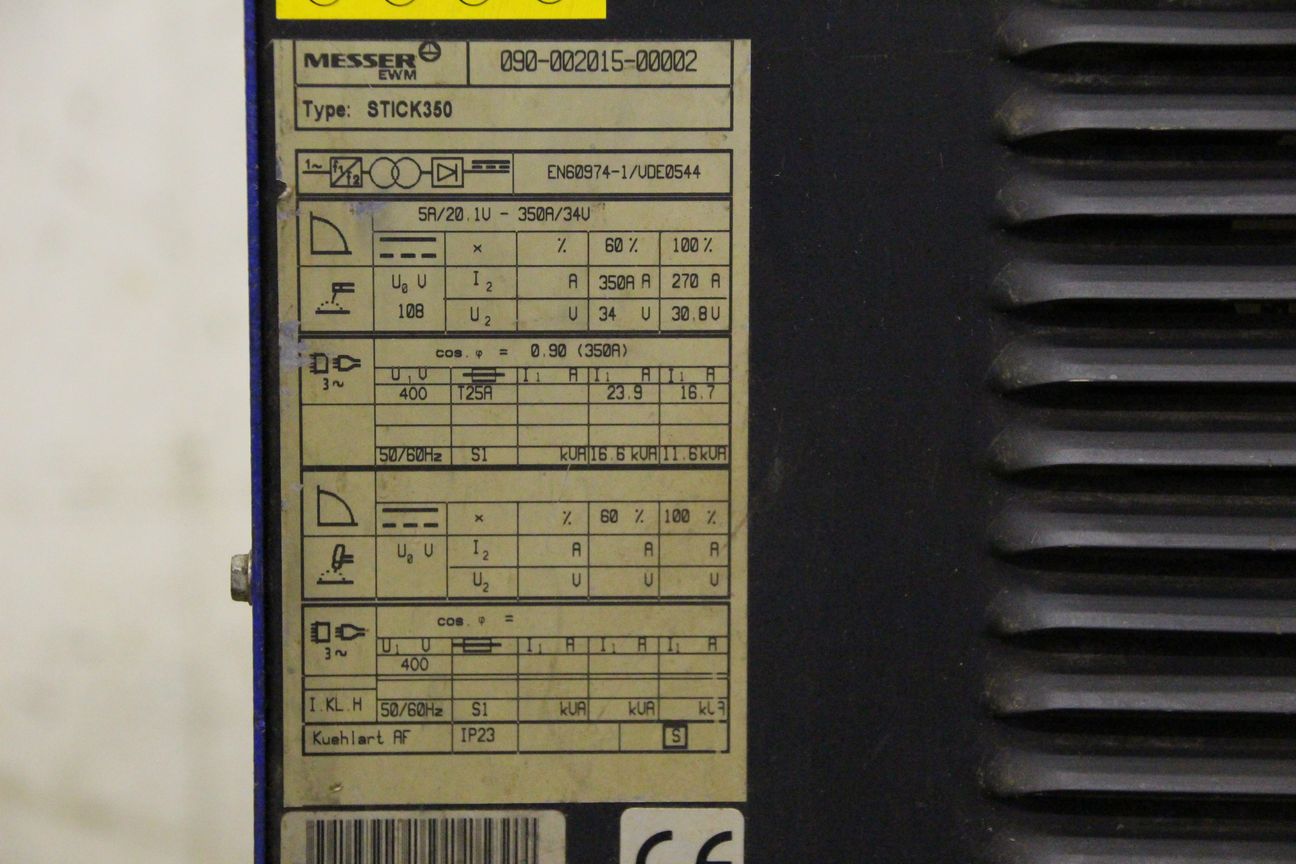 MESSER
EWM
090-002015-00002
Type: STICK350
1~ f1/f2
EN60974-1/VDE0544
5A/20.1V - 350A/34V
x % 60 % 100 %
U0 V I2 A 350A A 270 A
108 U2 V 34 V 30.8V
cos. φ = 0.90 (350A)
3~ U1 V I1 A I1 A I1 A
400 T25A 23.9 16.7
50/60Hz S1 kVA 16.6 kVA 11.6kVA
x % 60 % 100 %
U0 V I2 A A A
U2 V V V
cos. φ =
3~ U1 V I1 A I1 A I1 A
400
I.KL.H 50/60Hz S1 kVA kVA
Kuehlart AF IP23 S
CE